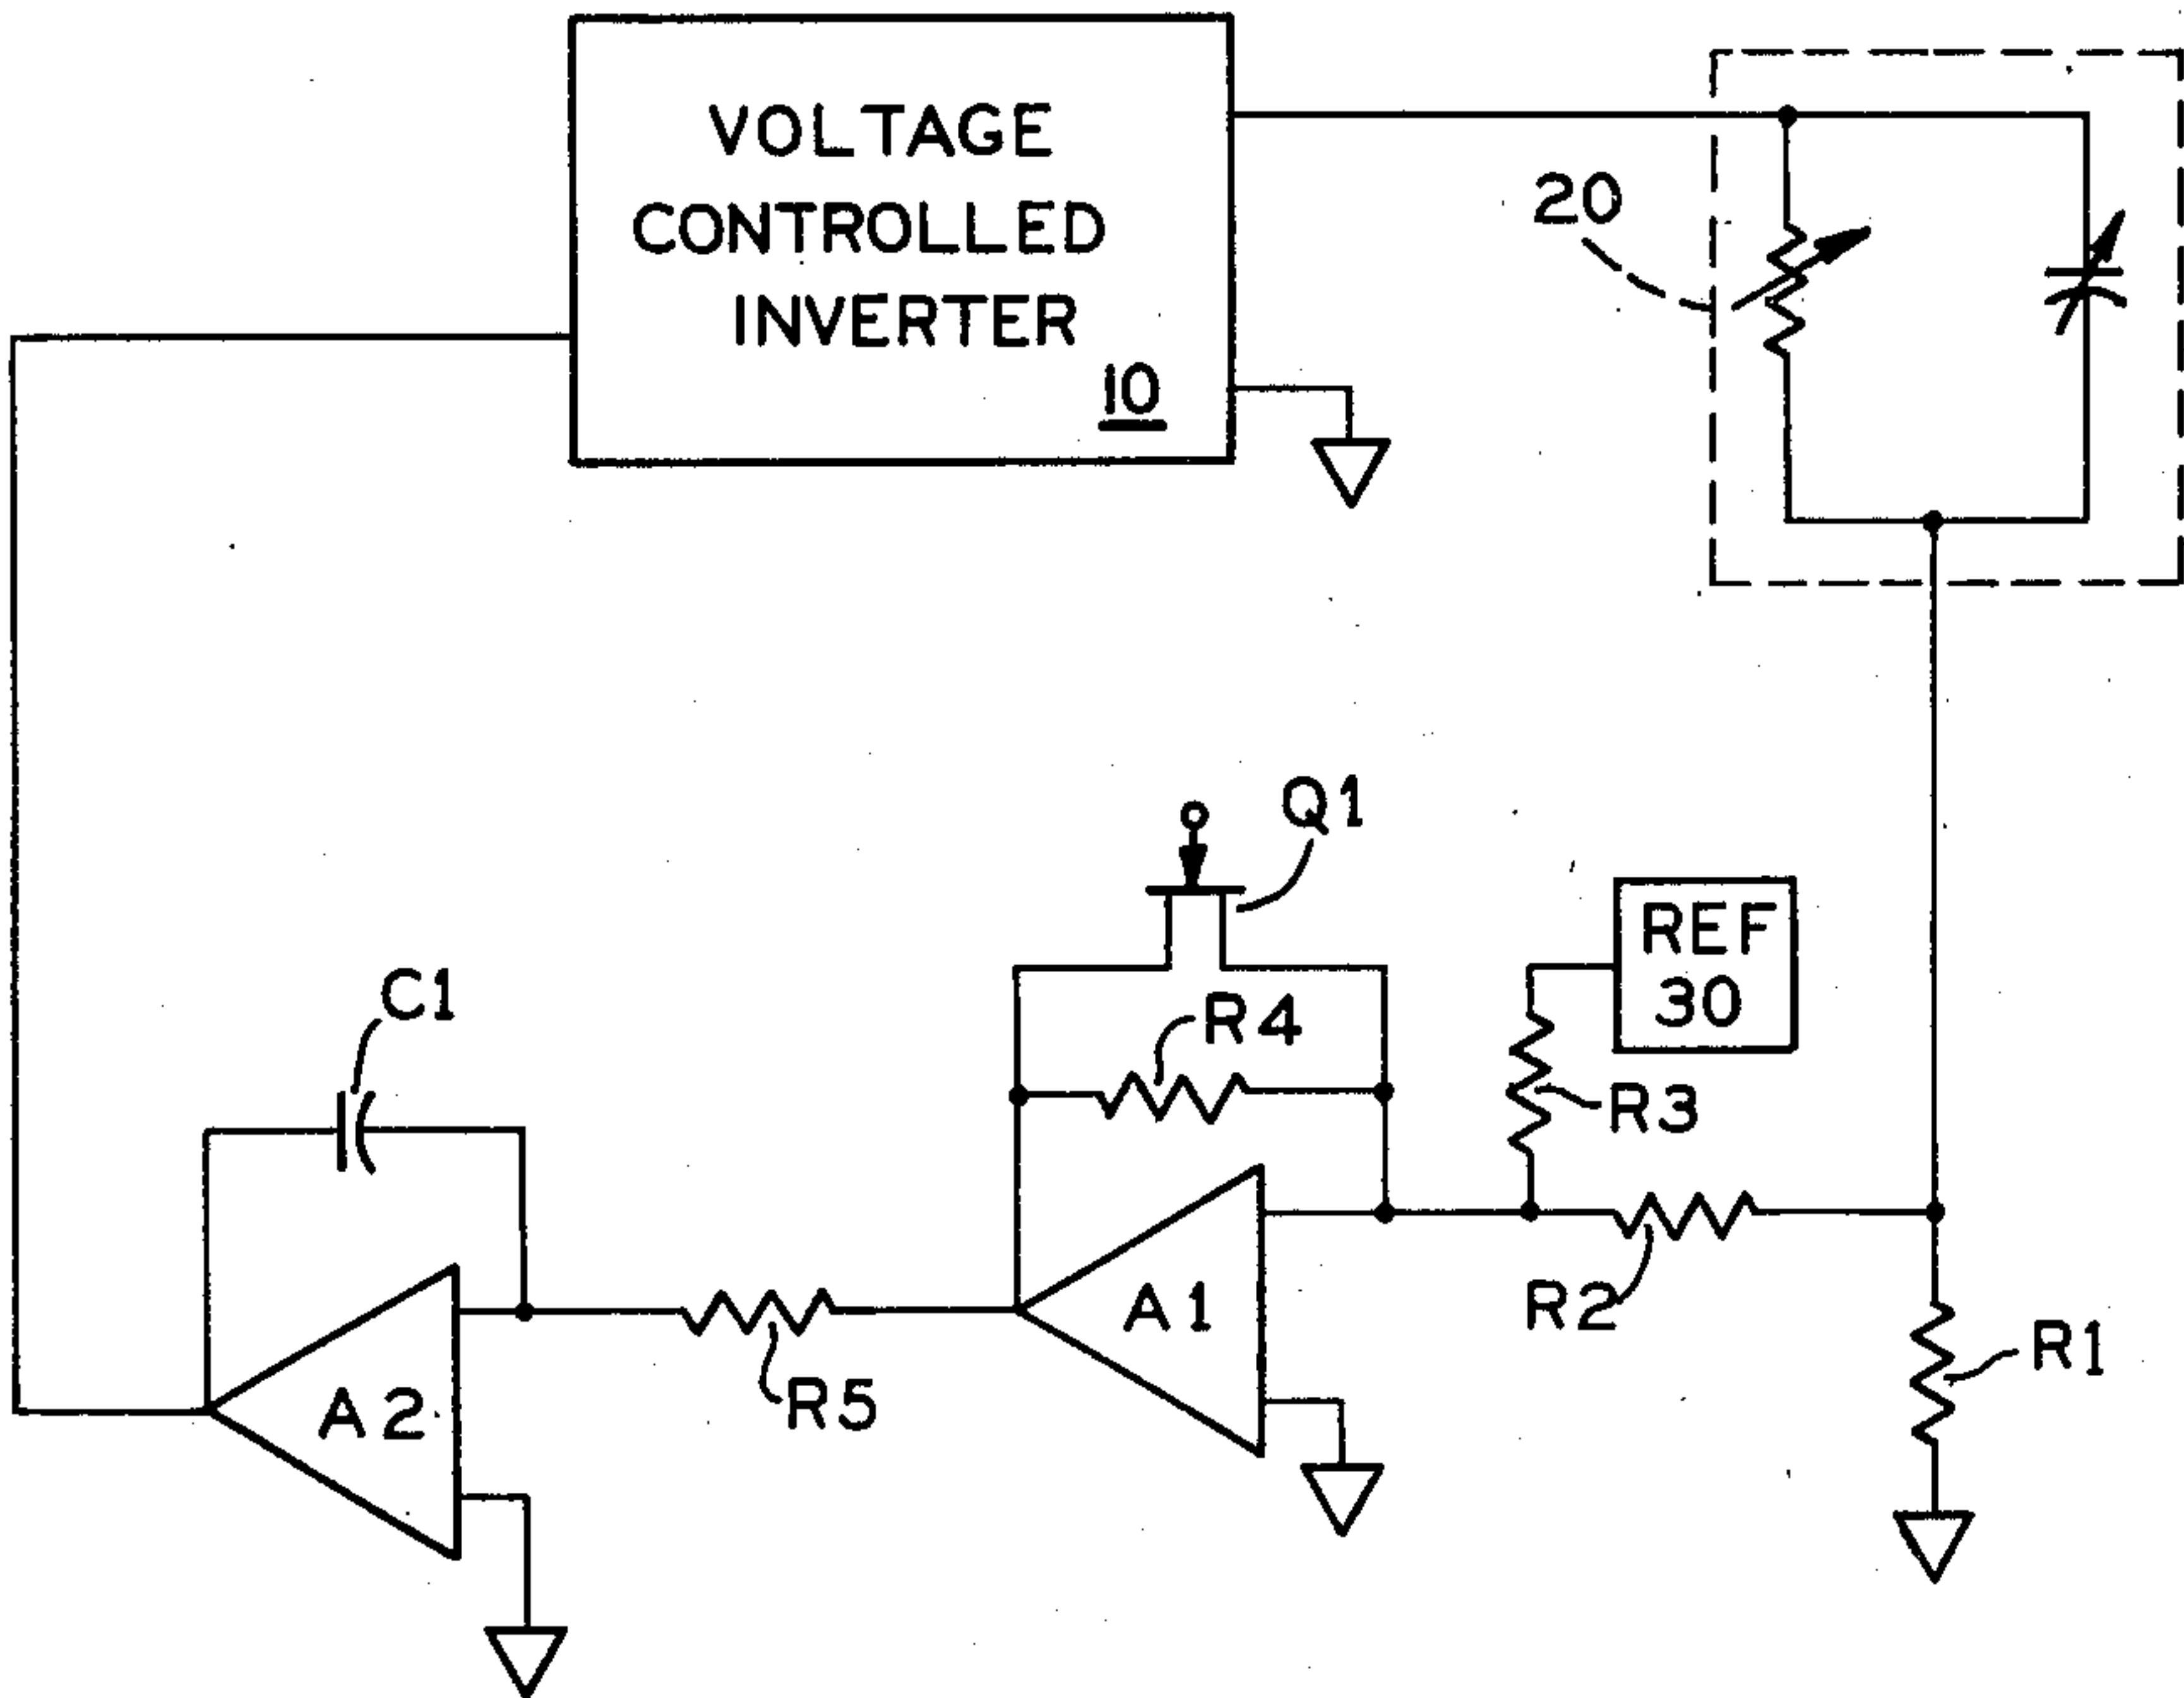 VOLTAGE
CONTROLLED
INVERTER
10
20
Q1
REF
30
C1
R4
R3
R2
A1
R1
A2
R5